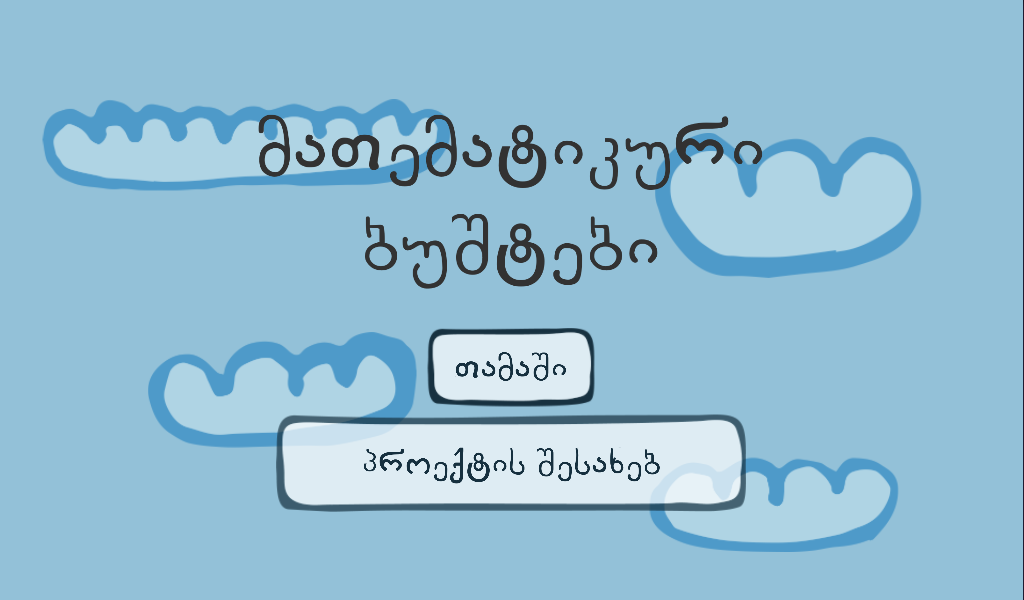 მათემატიკური
ბუშტები
თამაში
პროექტის შესახებ